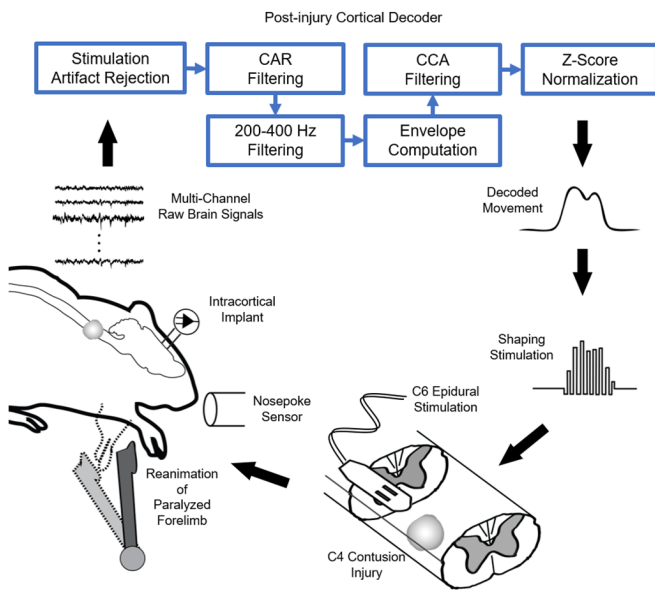 Post-injury Cortical Decoder
Stimulation
Artifact Rejection
CAR
Filtering
200-400 Hz
Filtering
Envelope
Computation
CCA
Filtering
Z-Score
Normalization
Multi-Channel
Raw Brain Signals
Decoded
Movement
Intracortical
Implant
Shaping
Stimulation
Nosepoke
Sensor
C6 Epidural
Stimulation
Reanimation
of
Paralyzed
Forelimb
C4 Contusion
Injury